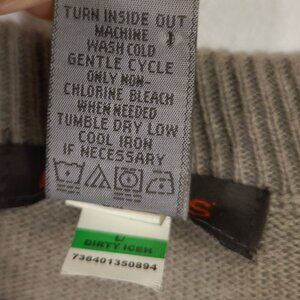 TURN INSIDE OUT
MACHINE
WASH COLD
GENTLE CYCLE
ONLY NON-
CHLORINE BLEACH
WHEN NEEDED
TUMBLE DRY LOW
COOL IRON
IF NECESSARY
S
L/
DIRTY ICEH
736401350894